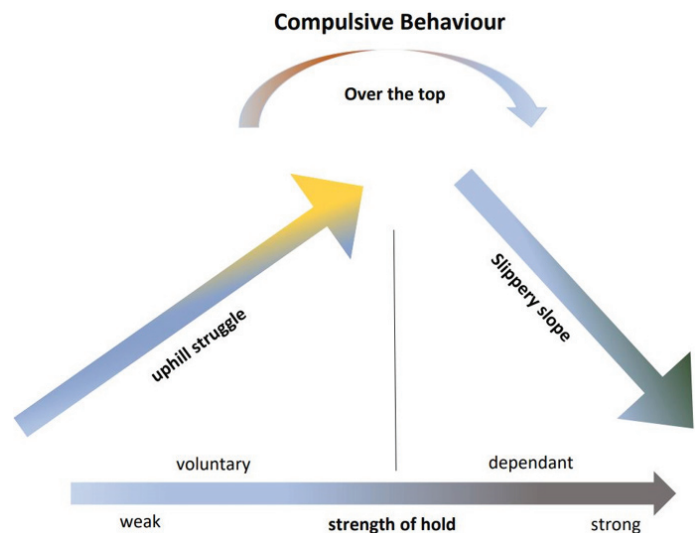 Compulsive Behaviour
Over the top
uphill struggle
Slippery slope
voluntary
dependant
weak
strength of hold
strong